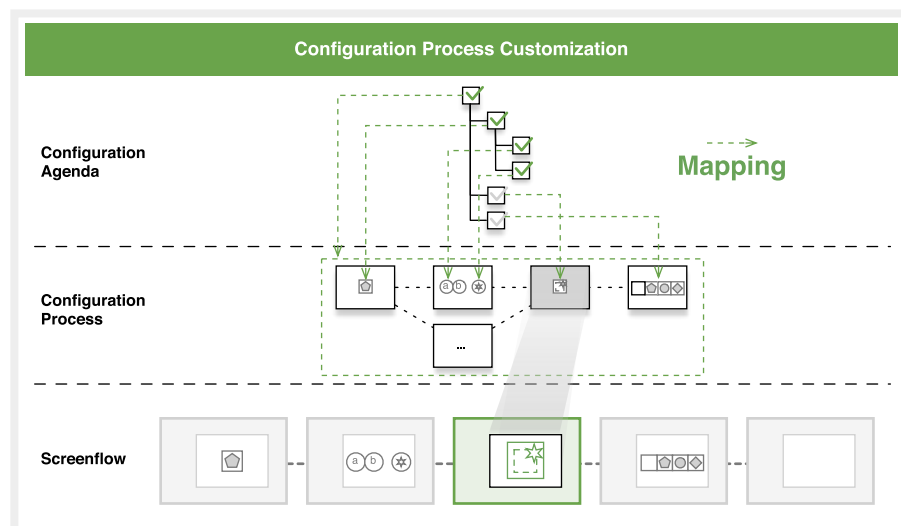 Configuration Process Customization
Configuration
Agenda
Mapping
Configuration
Process
a b
...
Screenflow
a b